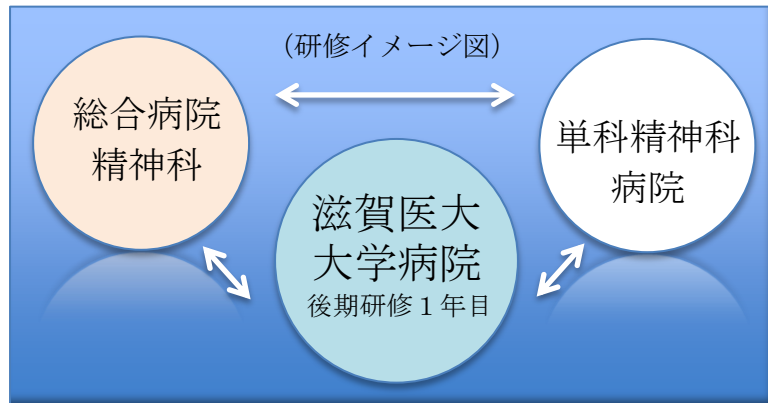 （研修イメージ図）
総合病院
精神科
単科精神科
病院
滋賀医大
大学病院
後期研修１年目